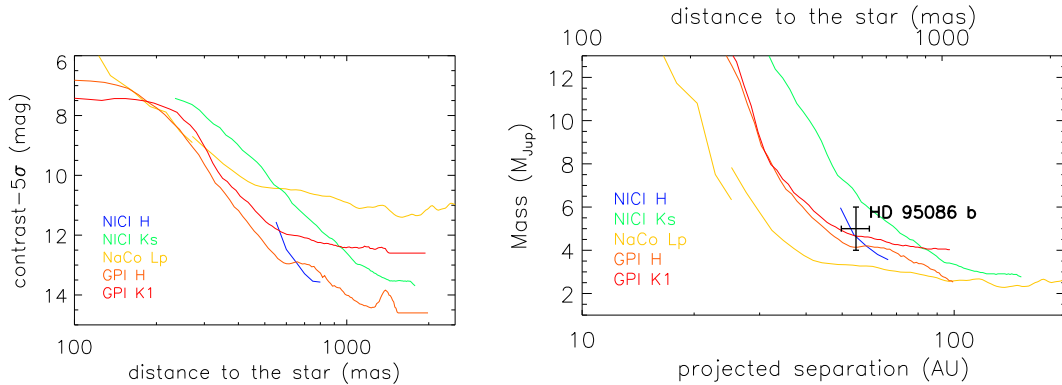 6
8
10
12
14
contrast-5σ (mag)
NICI H
NICI Ks
NaCo Lp
GPI H
GPI K1
100
1000
distance to the star (mas)
distance to the star (mas)
100
1000
12
10
8
6
4
2
Mass (MJup)
HD 95086 b
NICI H
NICI Ks
NaCo Lp
GPI H
GPI K1
10
100
projected separation (AU)